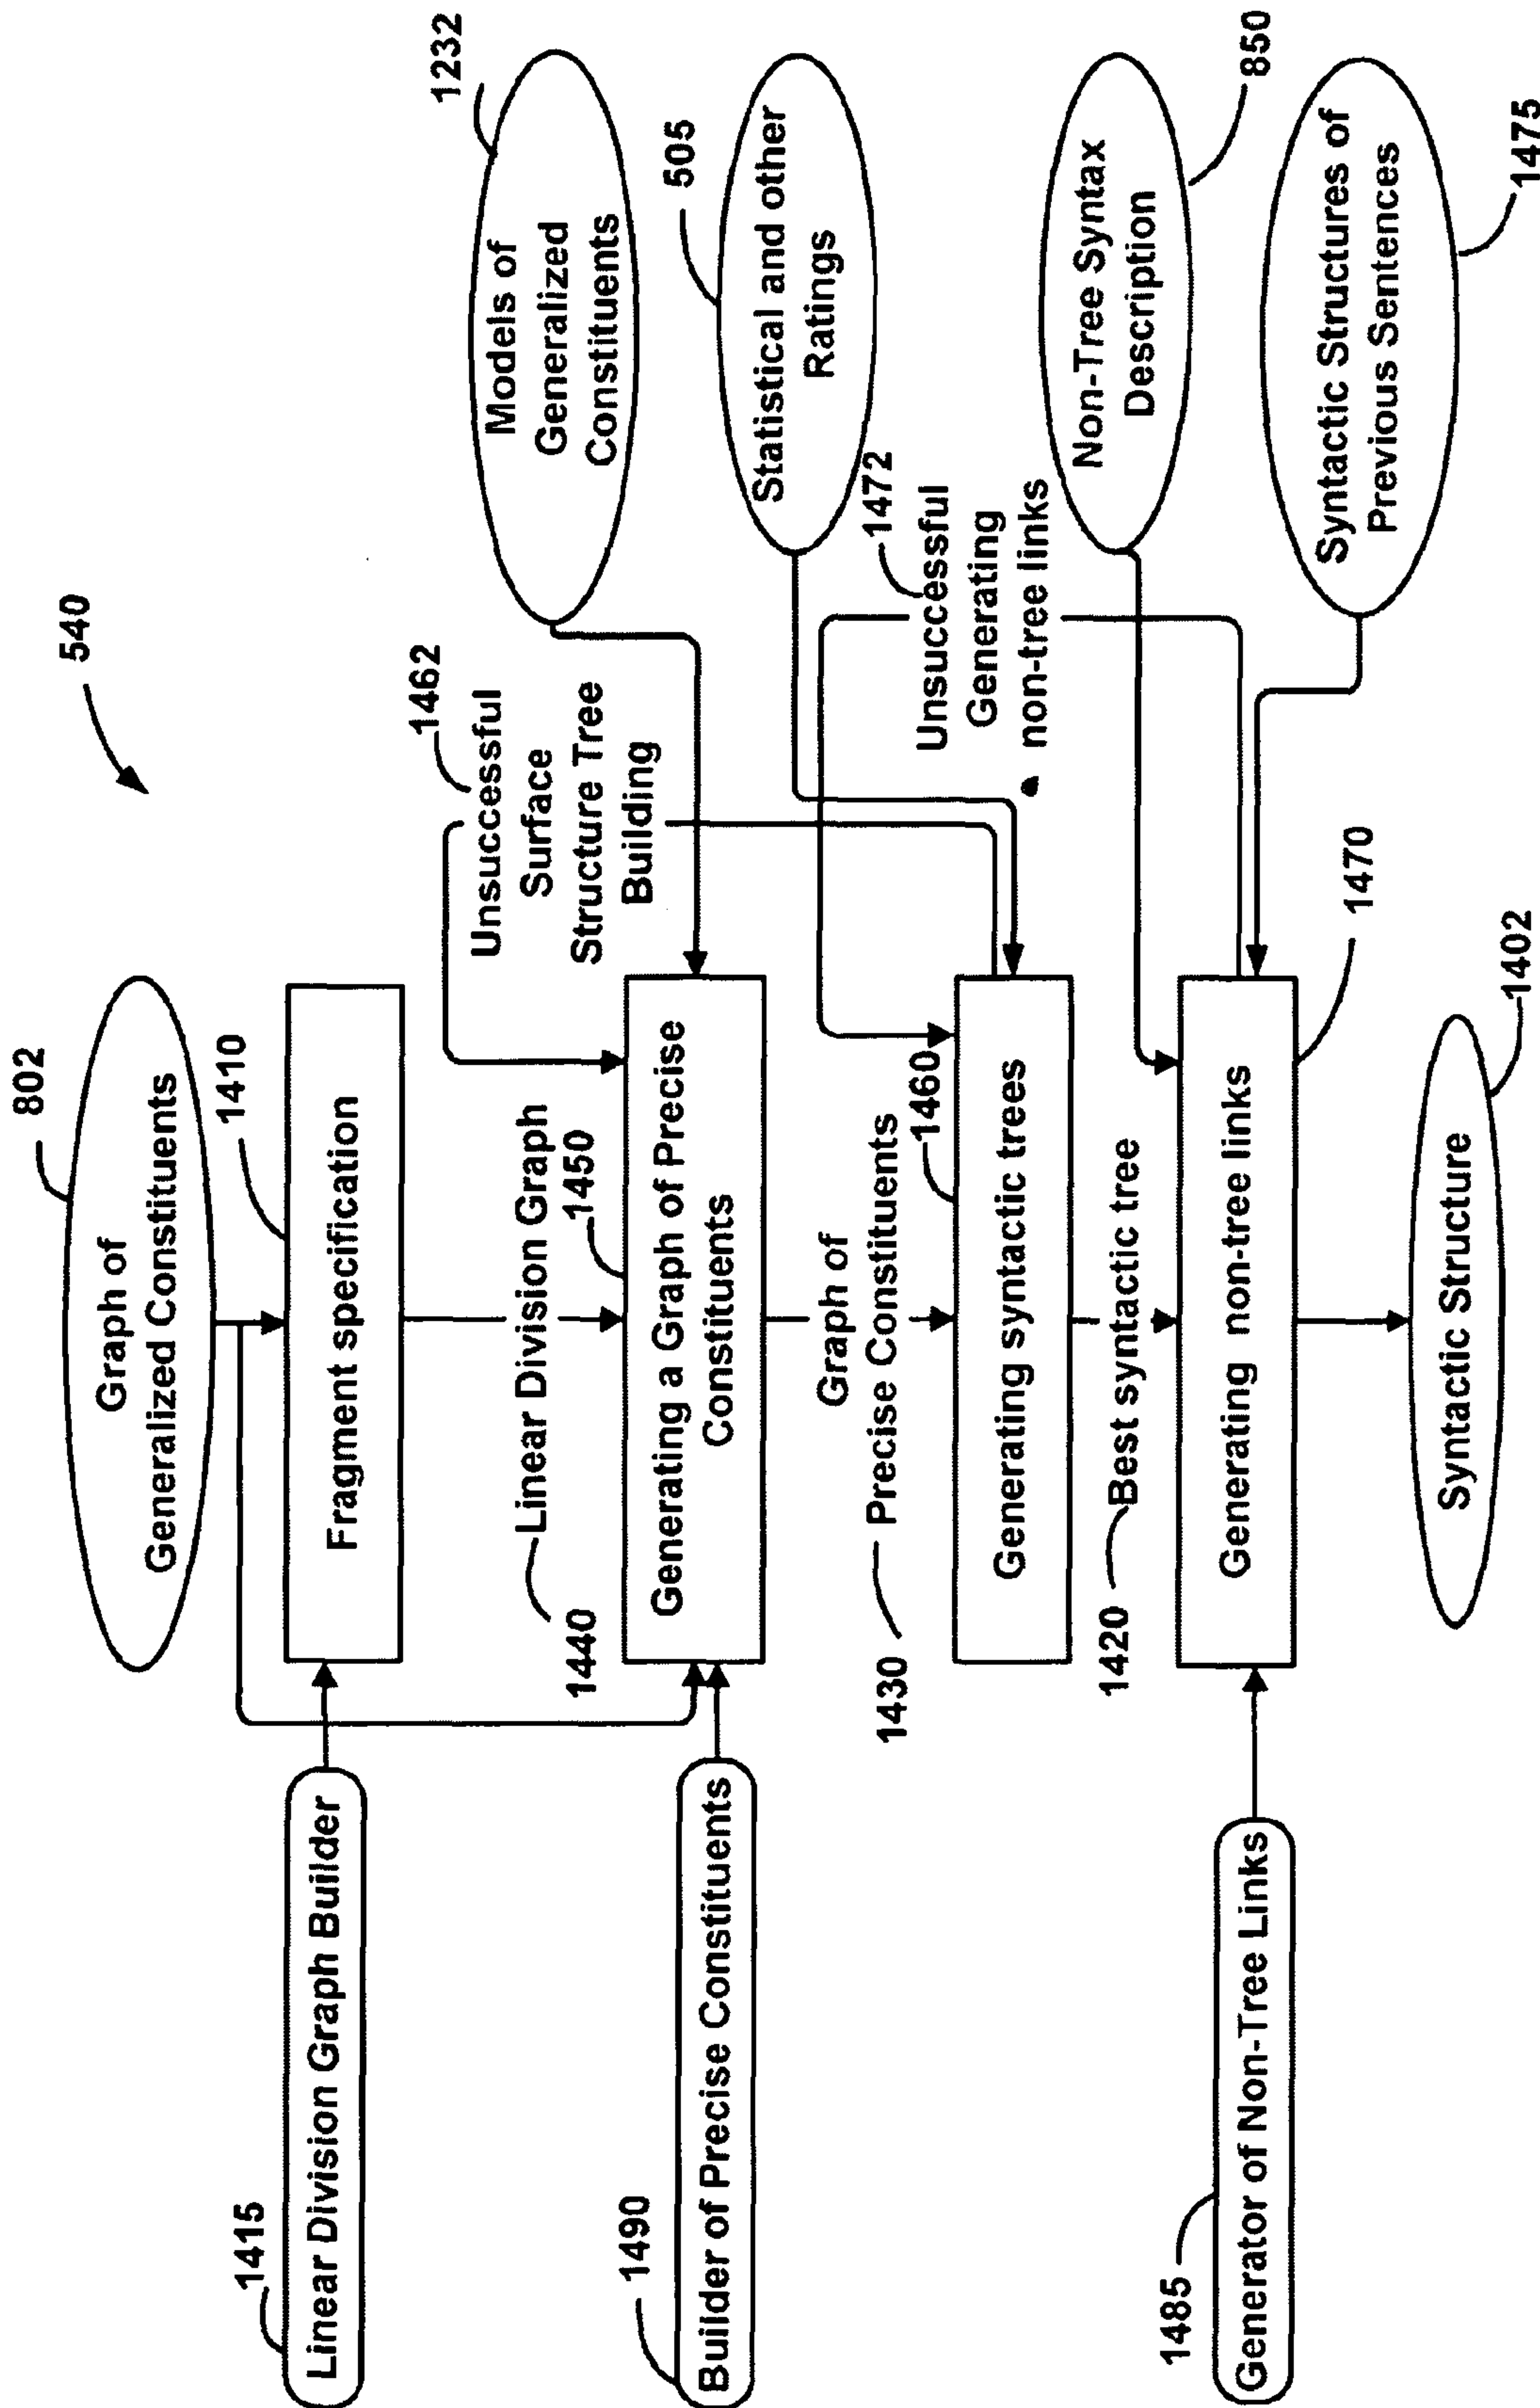 540
802
Graph of
Generalized Constituents
1410
Fragment specification
1415
Linear Division Graph Builder
1440
Linear Division Graph
1450
Generating a Graph of Precise
Constituents
1490
Builder of Precise Constituents
1462
Unsuccessful
Surface
Structure Tree
Building
1232
Models of
Generalized
Constituents
505
Statistical and other
Ratings
1430
Graph of
Precise Constituents
1460
Generating syntactic trees
1472
Unsuccessful
Generating
non-tree links
1420
Best syntactic tree
850
Non-Tree Syntax
Description
1470
Generating non-tree links
1485
Generator of Non-Tree Links
1475
Syntactic Structures of
Previous Sentences
1402
Syntactic Structure